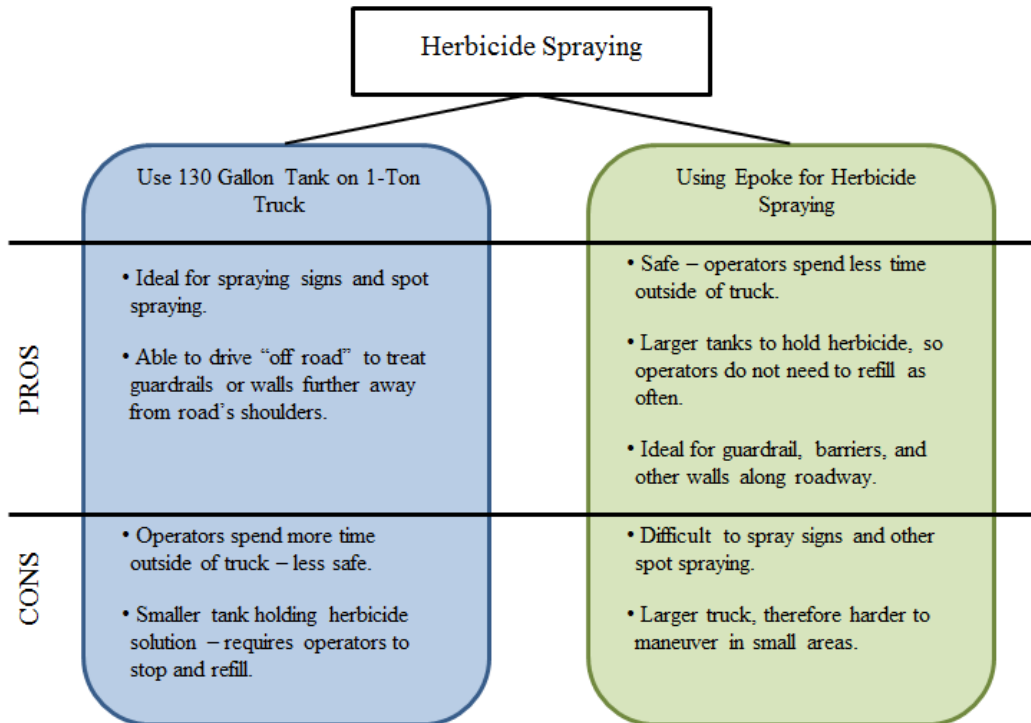 Herbicide Spraying
Use 130 Gallon Tank on 1-Ton
Truck
Using Epoke for Herbicide
Spraying
PROS
• Ideal for spraying signs and spot
spraying.
• Able to drive “off road” to treat
guardrails or walls further away
from road’s shoulders.
• Safe – operators spend less time
outside of truck.
• Larger tanks to hold herbicide, so
operators do not need to refill as
often.
• Ideal for guardrail, barriers, and
other walls along roadway.
CONS
• Operators spend more time
outside of truck – less safe.
• Smaller tank holding herbicide
solution – requires operators to
stop and refill.
• Difficult to spray signs and other
spot spraying.
• Larger truck, therefore harder to
maneuver in small areas.